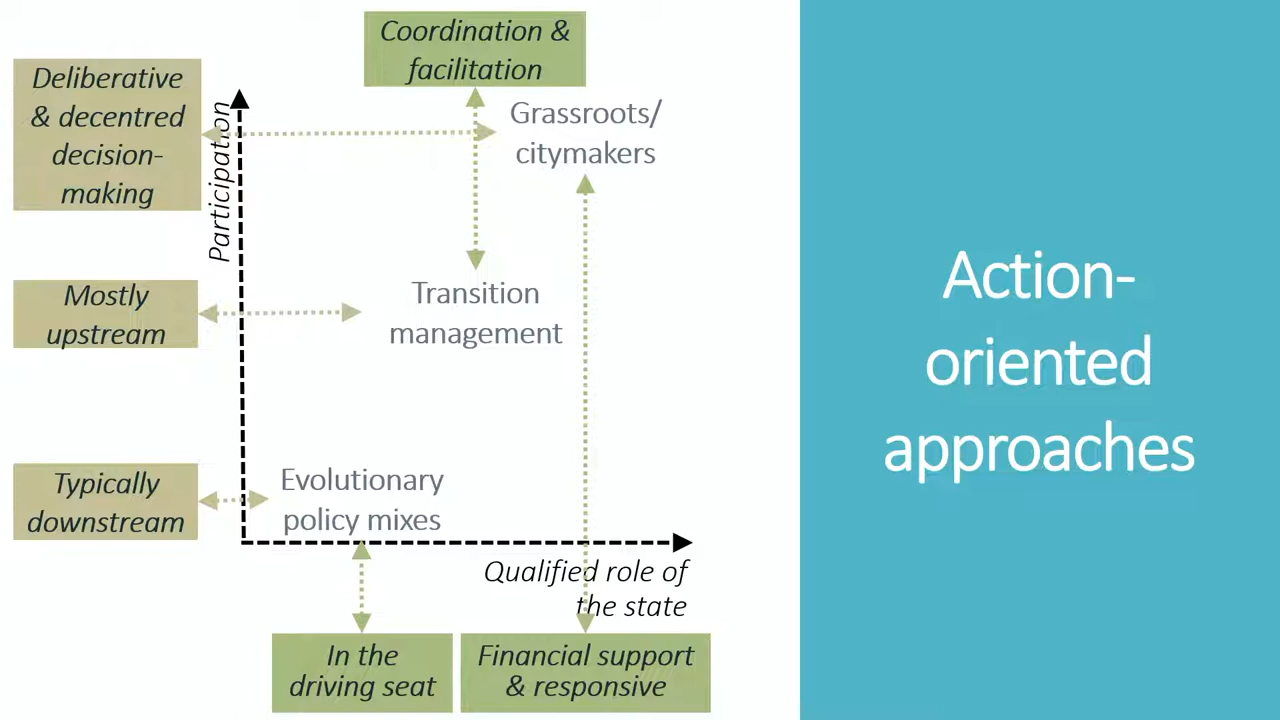 Coordination &
facilitation
Deliberative
& decentred
decision-
making
Participation
Grassroots/
citymakers
Mostly
upstream
Transition
management
Typically
downstream
Evolutionary
policy mixes
Qualified role of
the state
In the
driving seat
Financial support
& responsive
Action-
oriented
approaches